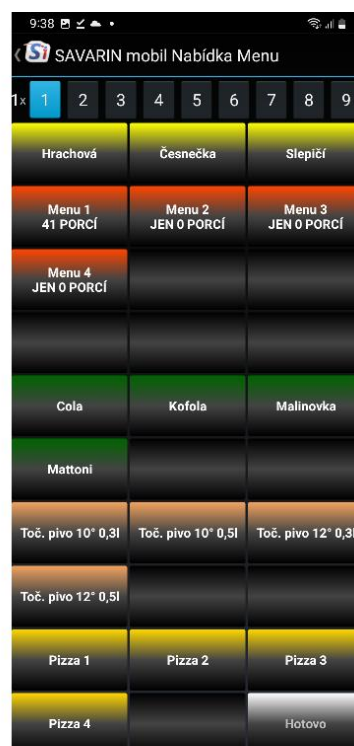 9:38
SAVARIN mobil Nabídka Menu
1x 1 2 3 4 5 6 7 8 9
Hrachová Česnečka Slepičí
Menu 1 Menu 2 Menu 3
41 PORCÍ JEN 0 PORCÍ JEN 0 PORCÍ
Menu 4
JEN 0 PORCÍ
Cola Kofola Malinovka
Mattoni
Toč. pivo 10° 0,3l Toč. pivo 10° 0,5l Toč. pivo 12° 0,3l
Toč. pivo 12° 0,5l
Pizza 1 Pizza 2 Pizza 3
Pizza 4 Hotovo